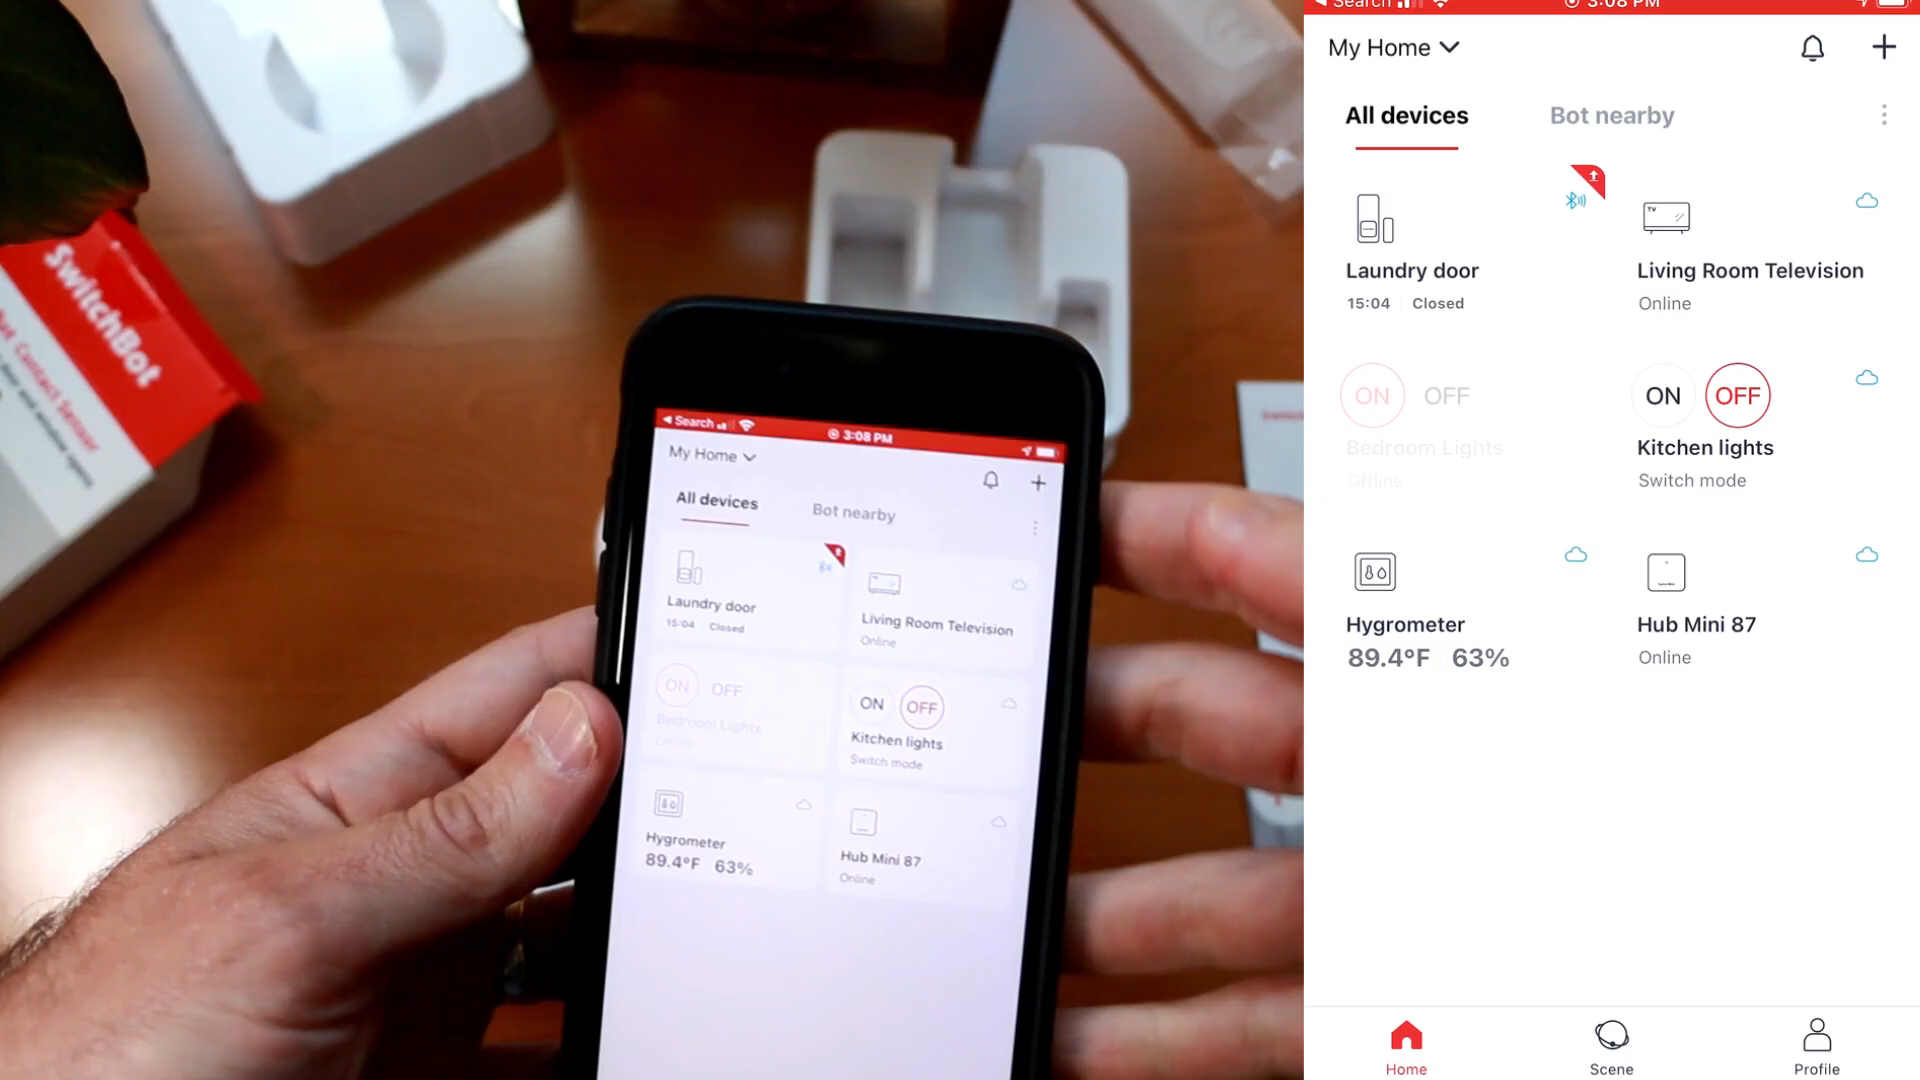 SwitchBot
Contact Sensor
Search
3:08 PM
My Home
All devices
Bot nearby
Laundry door
15:04
Closed
Living Room Television
Online
ON
OFF
Bedroom Lights
ON
OFF
Kitchen lights
Switch mode
Hygrometer
89.4°F 63%
Hub Mini 87
Online
Search
3:08 PM
My Home
All devices
Bot nearby
TV
Laundry door
15:04
Closed
Living Room Television
Online
ON
OFF
Bedroom Lights
Offline
ON
OFF
Kitchen lights
Switch mode
Hygrometer
89.4°F 63%
Hub Mini 87
Online
Home
Scene
Profile